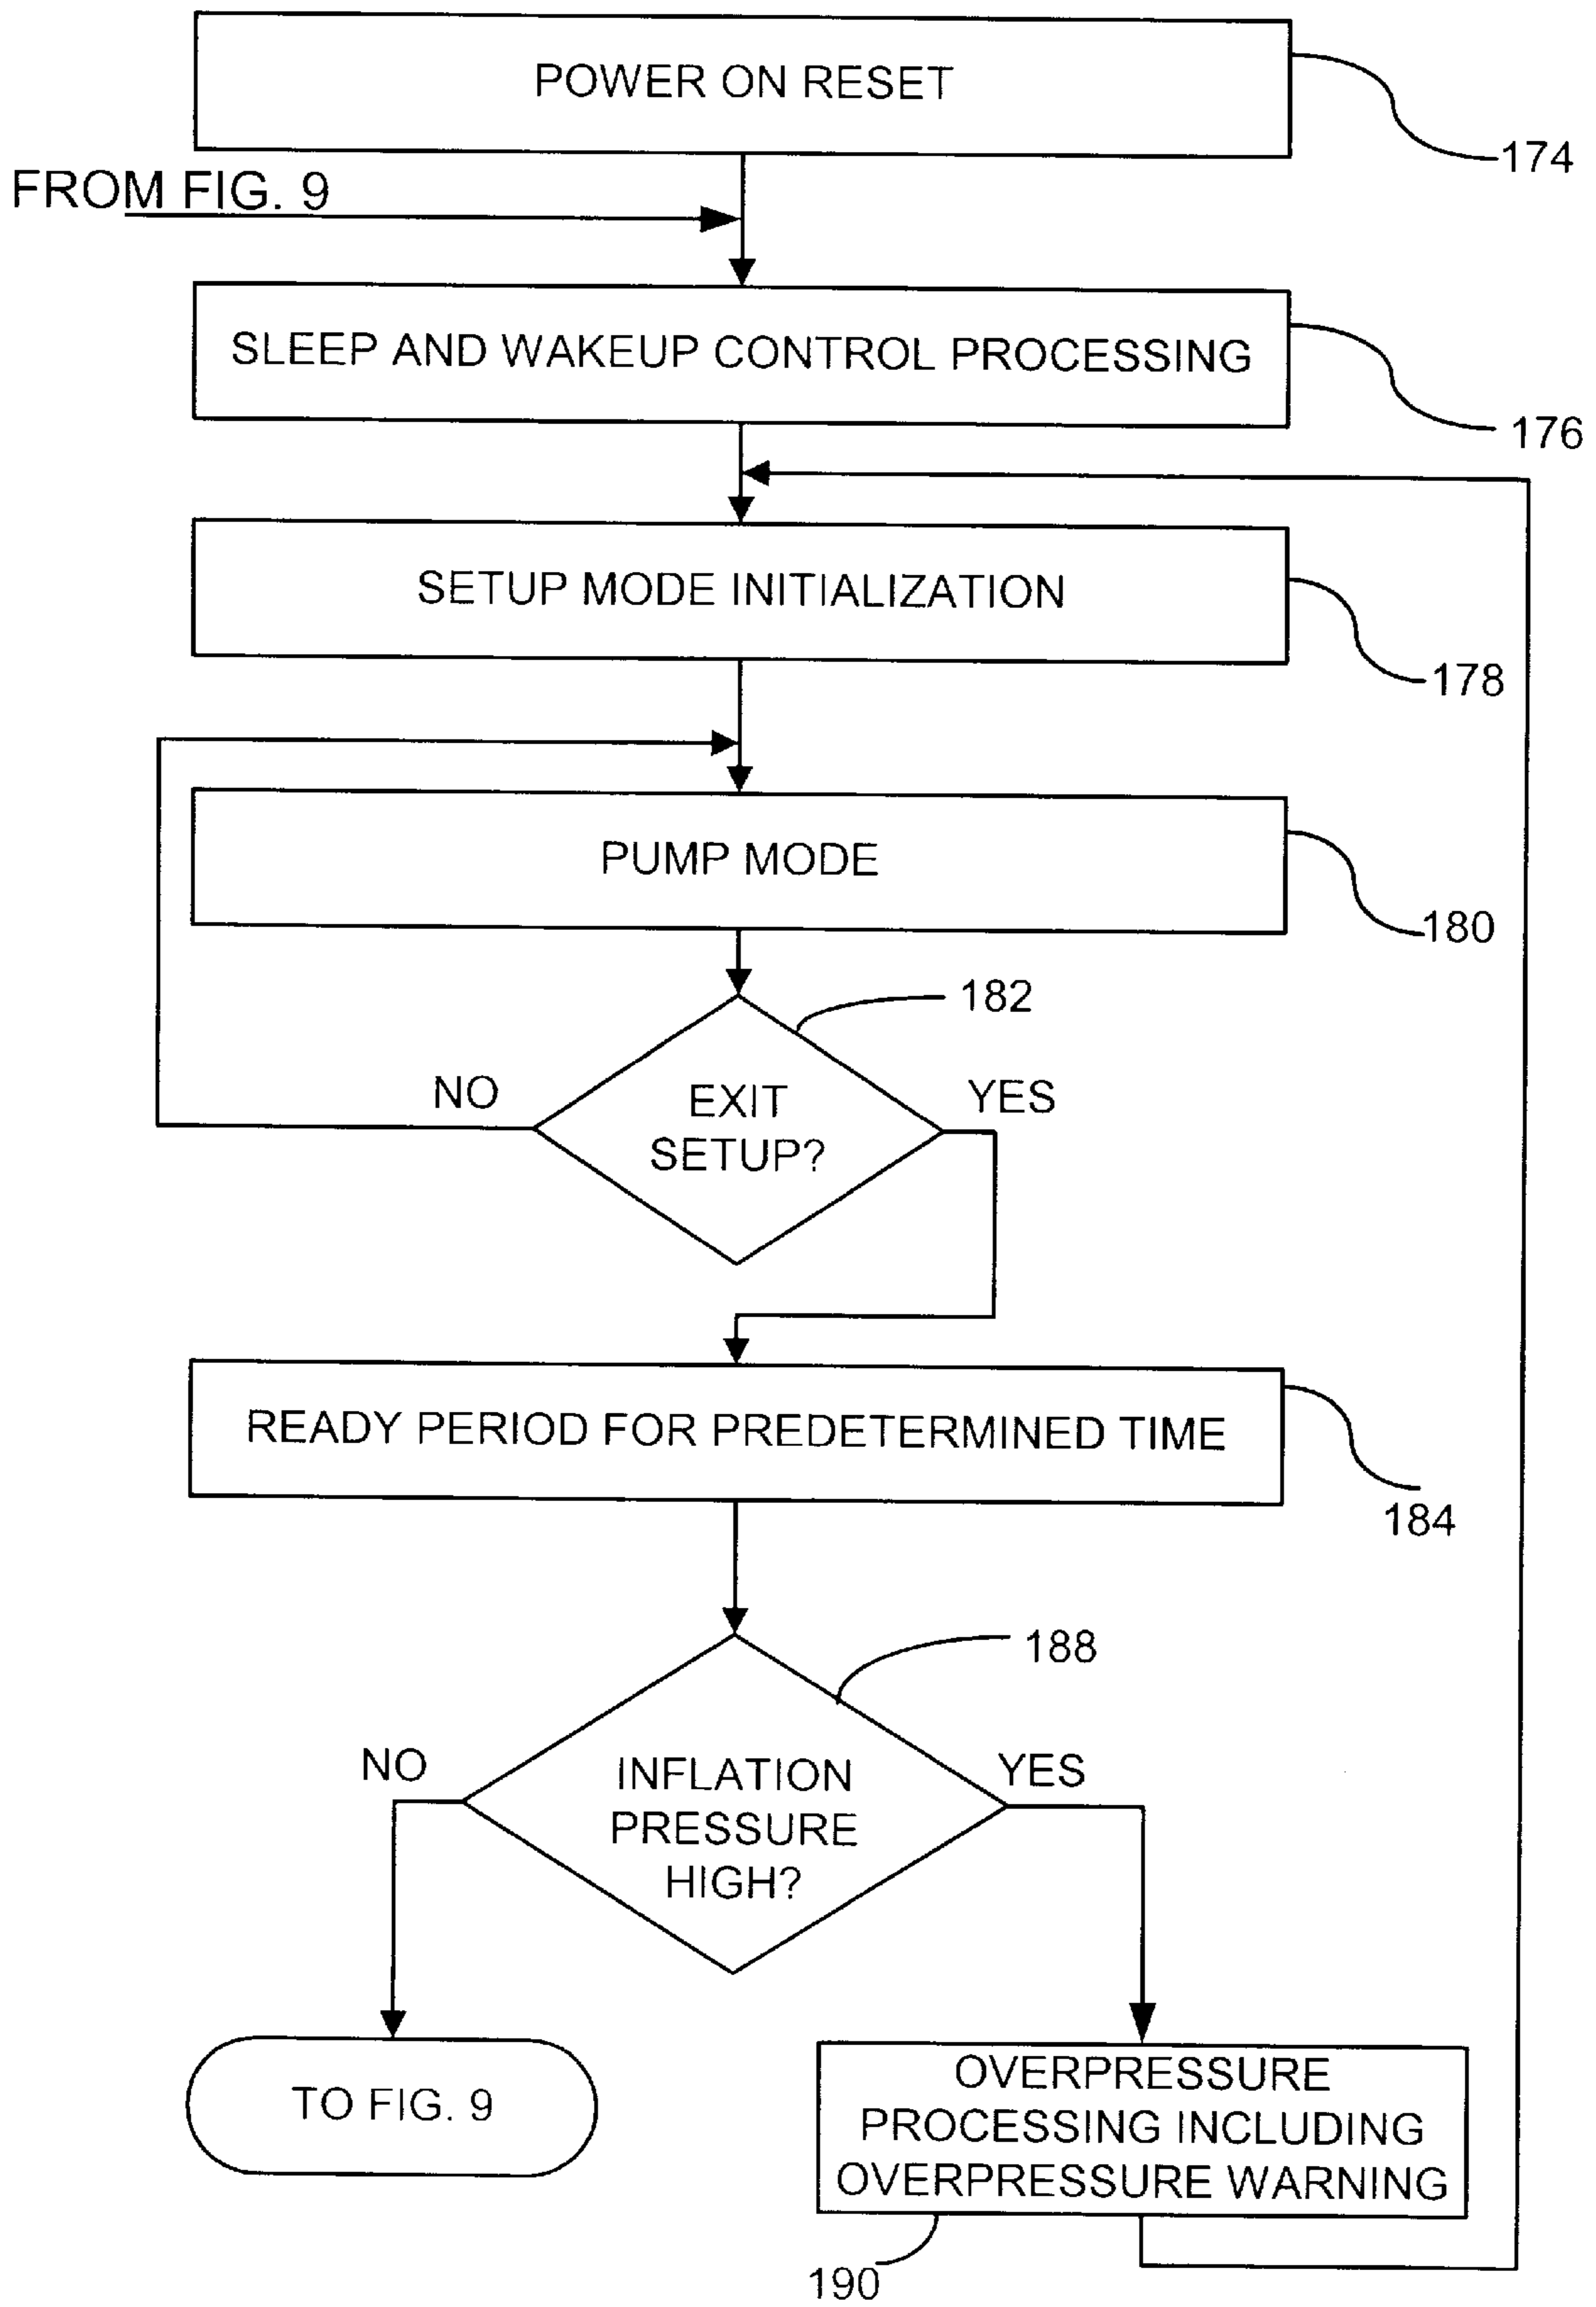 POWER ON RESET
174
FROM FIG. 9
SLEEP AND WAKEUP CONTROL PROCESSING
176
SETUP MODE INITIALIZATION
178
PUMP MODE
180
182
NO
YES
EXIT
SETUP?
READY PERIOD FOR PREDETERMINED TIME
184
188
NO
YES
INFLATION
PRESSURE
HIGH?
TO FIG. 9
OVERPRESSURE
PROCESSING INCLUDING
OVERPRESSURE WARNING
190